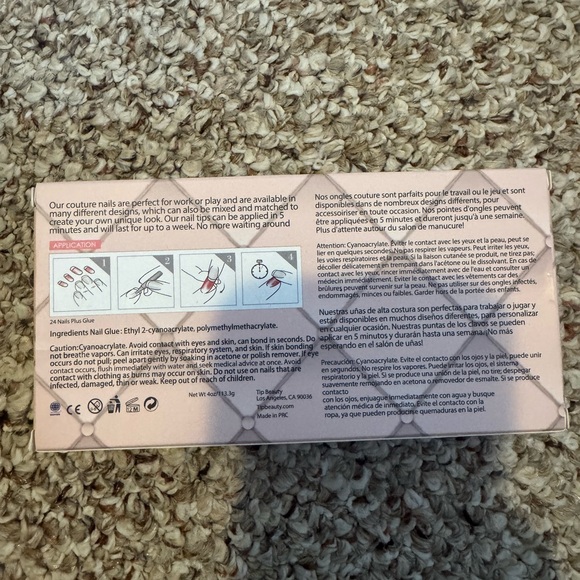 Our couture nails are perfect for work or play and are available in
many different designs, which can also be mixed and matched to
create your own unique look. Our nail tips can be applied in 5
minutes and will last for up to a week. No more waiting around
APPLICATION
1
2
3
4
24 Nails Plus Glue
Ingredients Nail Glue: Ethyl 2-cyanoacrylate, polymethylmethacrylate.
Caution:Cyanoacrylate. Avoid contact with eyes and skin, can bond in seconds. Do
not breathe vapors. Can irritate eyes, respiratory system, and skin. If skin bonding
occurs do not pull; peel apart gently by soaking in acetone or polish remover. If eye
contact occurs, flush immediately with water and seek medical advice at once. Avoid
contact with clothing as burns may occur on skin. Do not use on nails that are
infected, damaged, thin or weak. Keep out of reach of children.
12 M
Net Wt 4oz/113.3g
Tip Beauty
Los Angeles, CA 90036
Tipbeauty.com
Made in PRC
Nos ongles couture sont parfaits pour le travail ou le jeu et sont
disponibles dans de nombreux designs différents, pour
accessoiriser en toute occasion. Nos pointes d'ongles peuvent
être appliquées en 5 minutes et dureront jusqu'à une semaine.
Plus d'attente autour du salon de manucure!
Attention: Cyanoacrylate. Éviter le contact avec les yeux et la peau, peut se
lier en quelques secondes. No pas respirer les vapeurs. Peut irriter les yeux,
les voies respiratoires et la peau. Si la liaison cutanée se produit, ne tirez pas,
décoller délicatement en trempant dans l'acétone ou le dissolvant. En cas de
contact avec les yeux, rincer immédiatement avec de l'eau et consulter un
médecin immédiatement. Éviter le contact avec les vêtements car des
brûlures peuvent survenir sur la peau. Ne pas utiliser sur des ongles infectés,
endommagés, minces ou faibles. Garder hors de la portée des enfants.
Nuestras uñas de alta costura son perfectas para trabajar o jugar y
están disponibles en muchos diseños diferentes, para personalizar
en cualquier ocasión. Nuestras puntas de los clavos se pueden
aplicar en 5 minutos y durarán hasta una semana. ¡No más
esperando en el salón de uñas!
Precaución: Cyanoacrylate. Evite el contacto con los ojos y la piel, puede unir
en segundos. No respire los vapores. Puede irritar los ojos, el sistema
respiratorio y la piel. Si se produce una unión de la piel, no tire, despegar
suavemente remojando en acetona o removedor de esmalte. Si se produce
contacto
con los ojos, enjuague inmediatamente con agua y busque
atención médica de inmediato. Evite el contacto con la
ropa, ya que pueden producirse quemaduras en la piel.